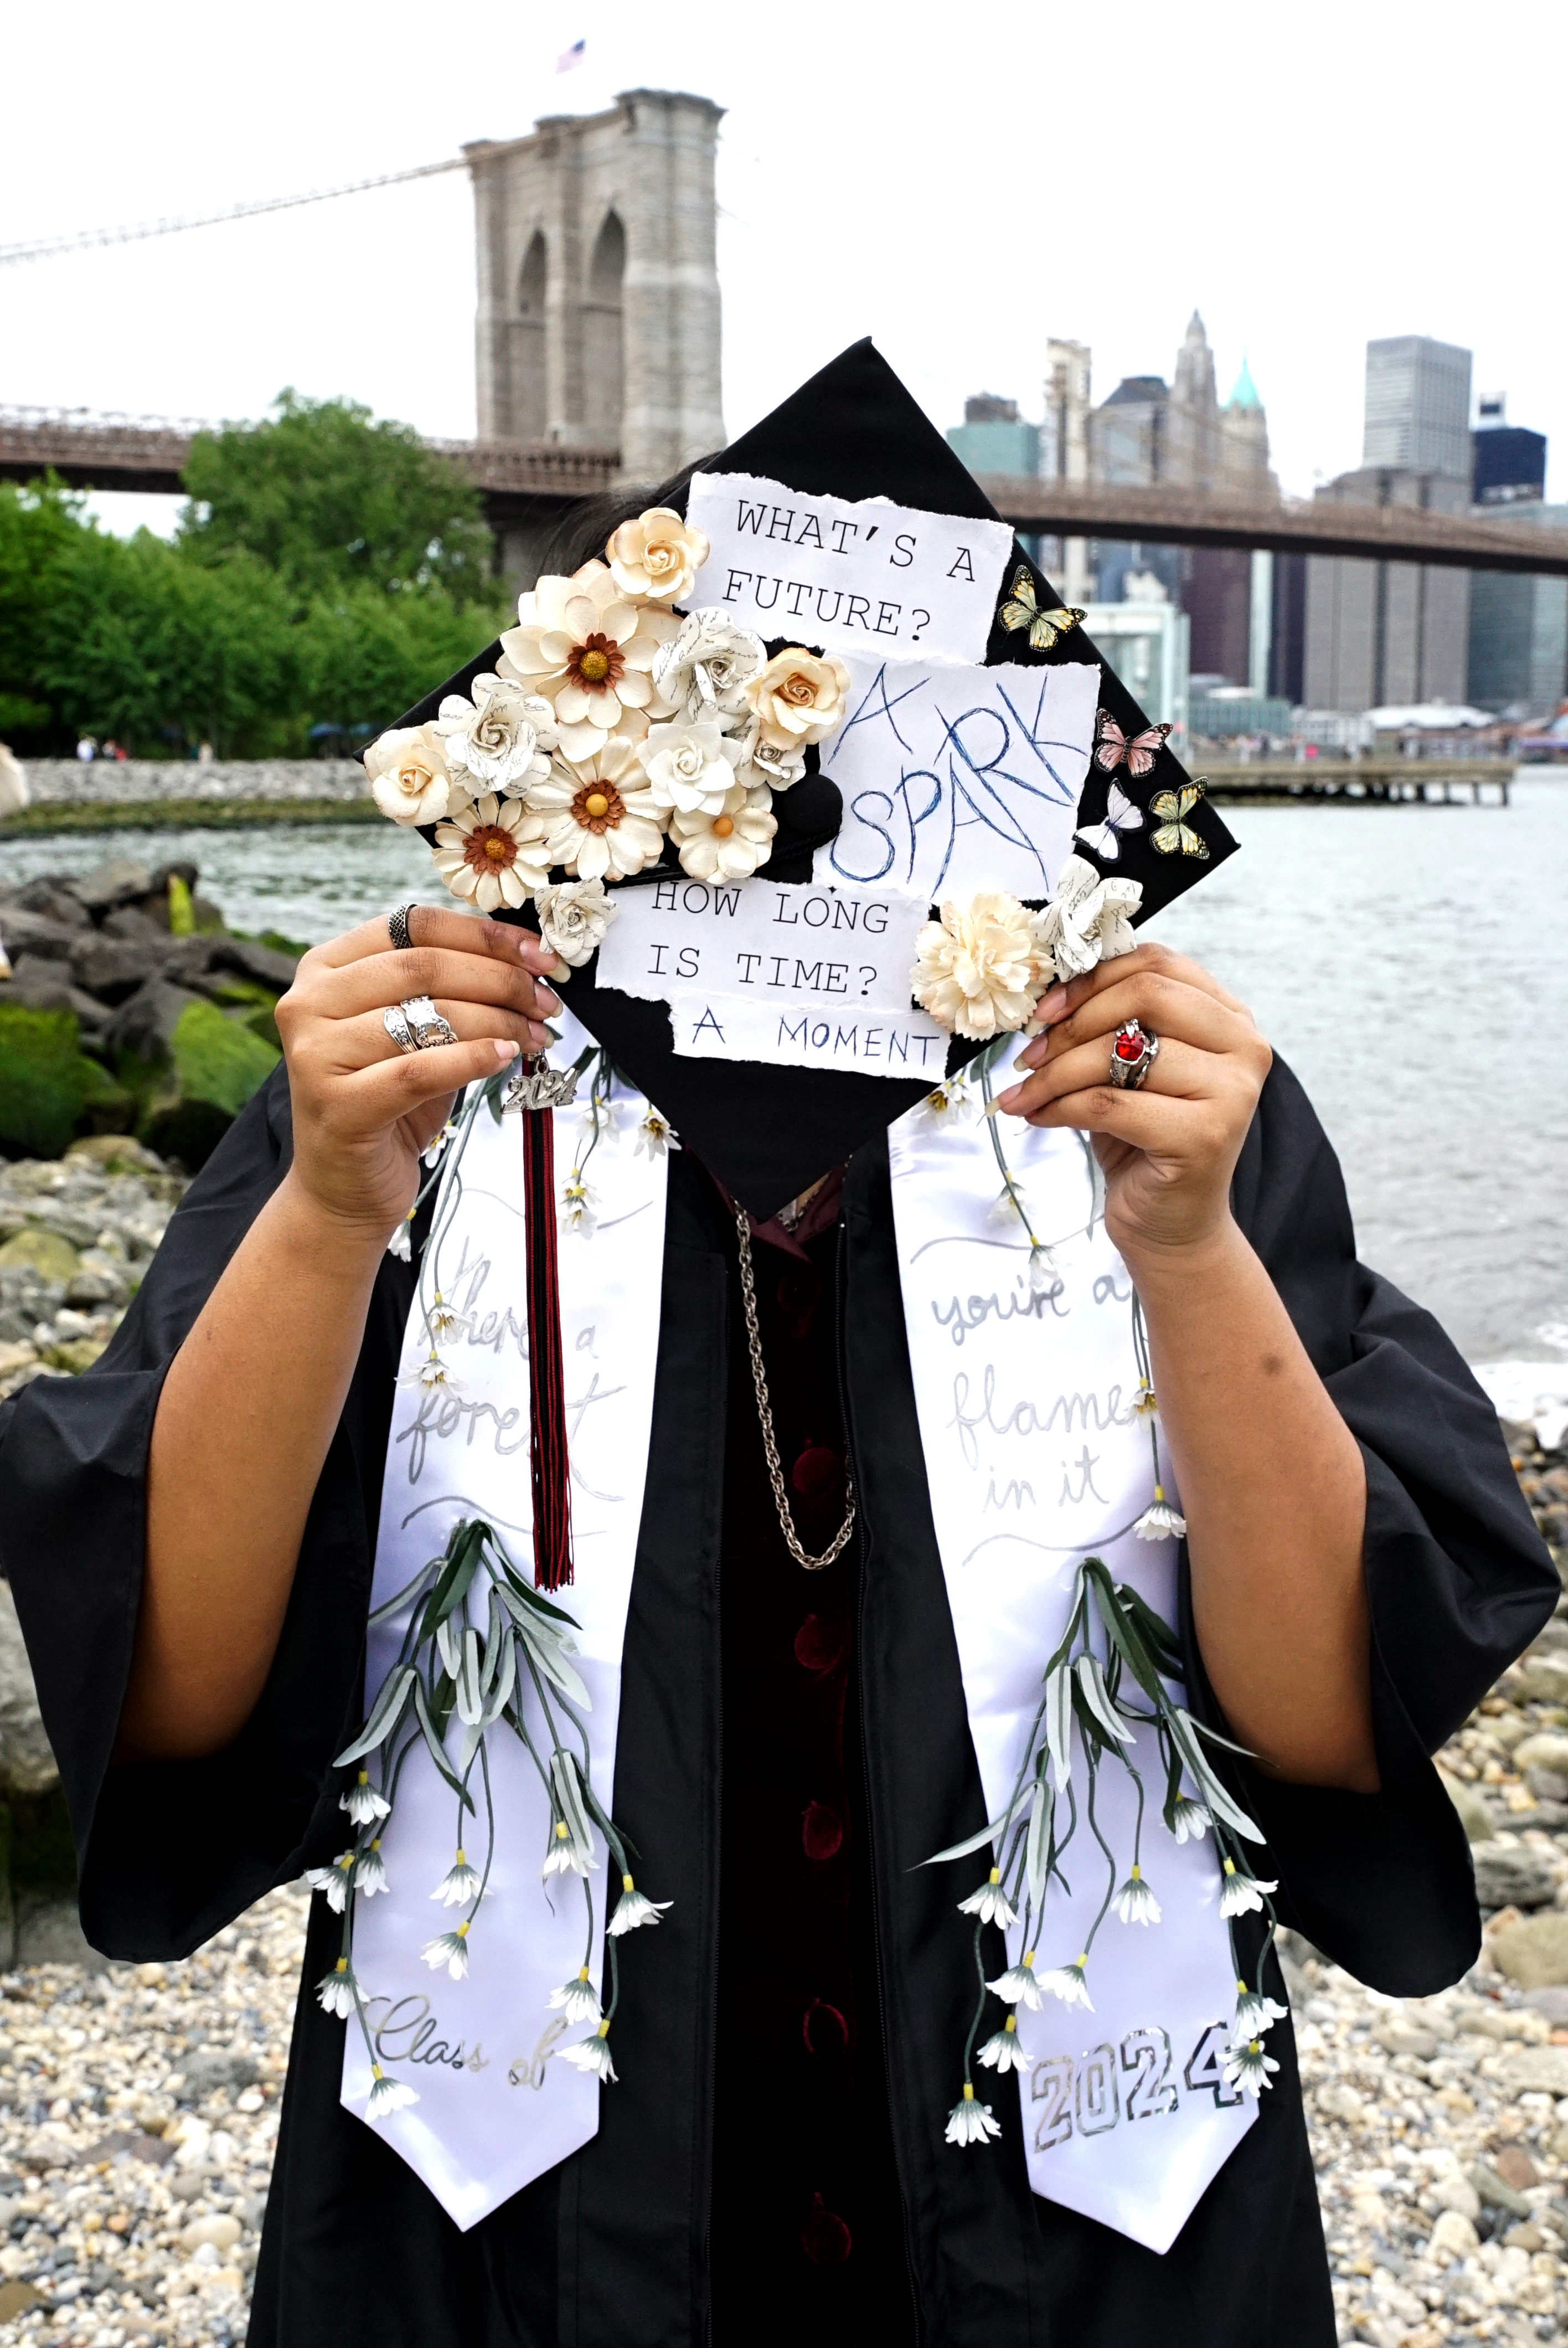 WHAT'S A
FUTURE?
A
SPARK
HOW LONG
IS TIME?
A MOMENT
2024
there's a
forest
you're a
flame
in it
Class of
2024